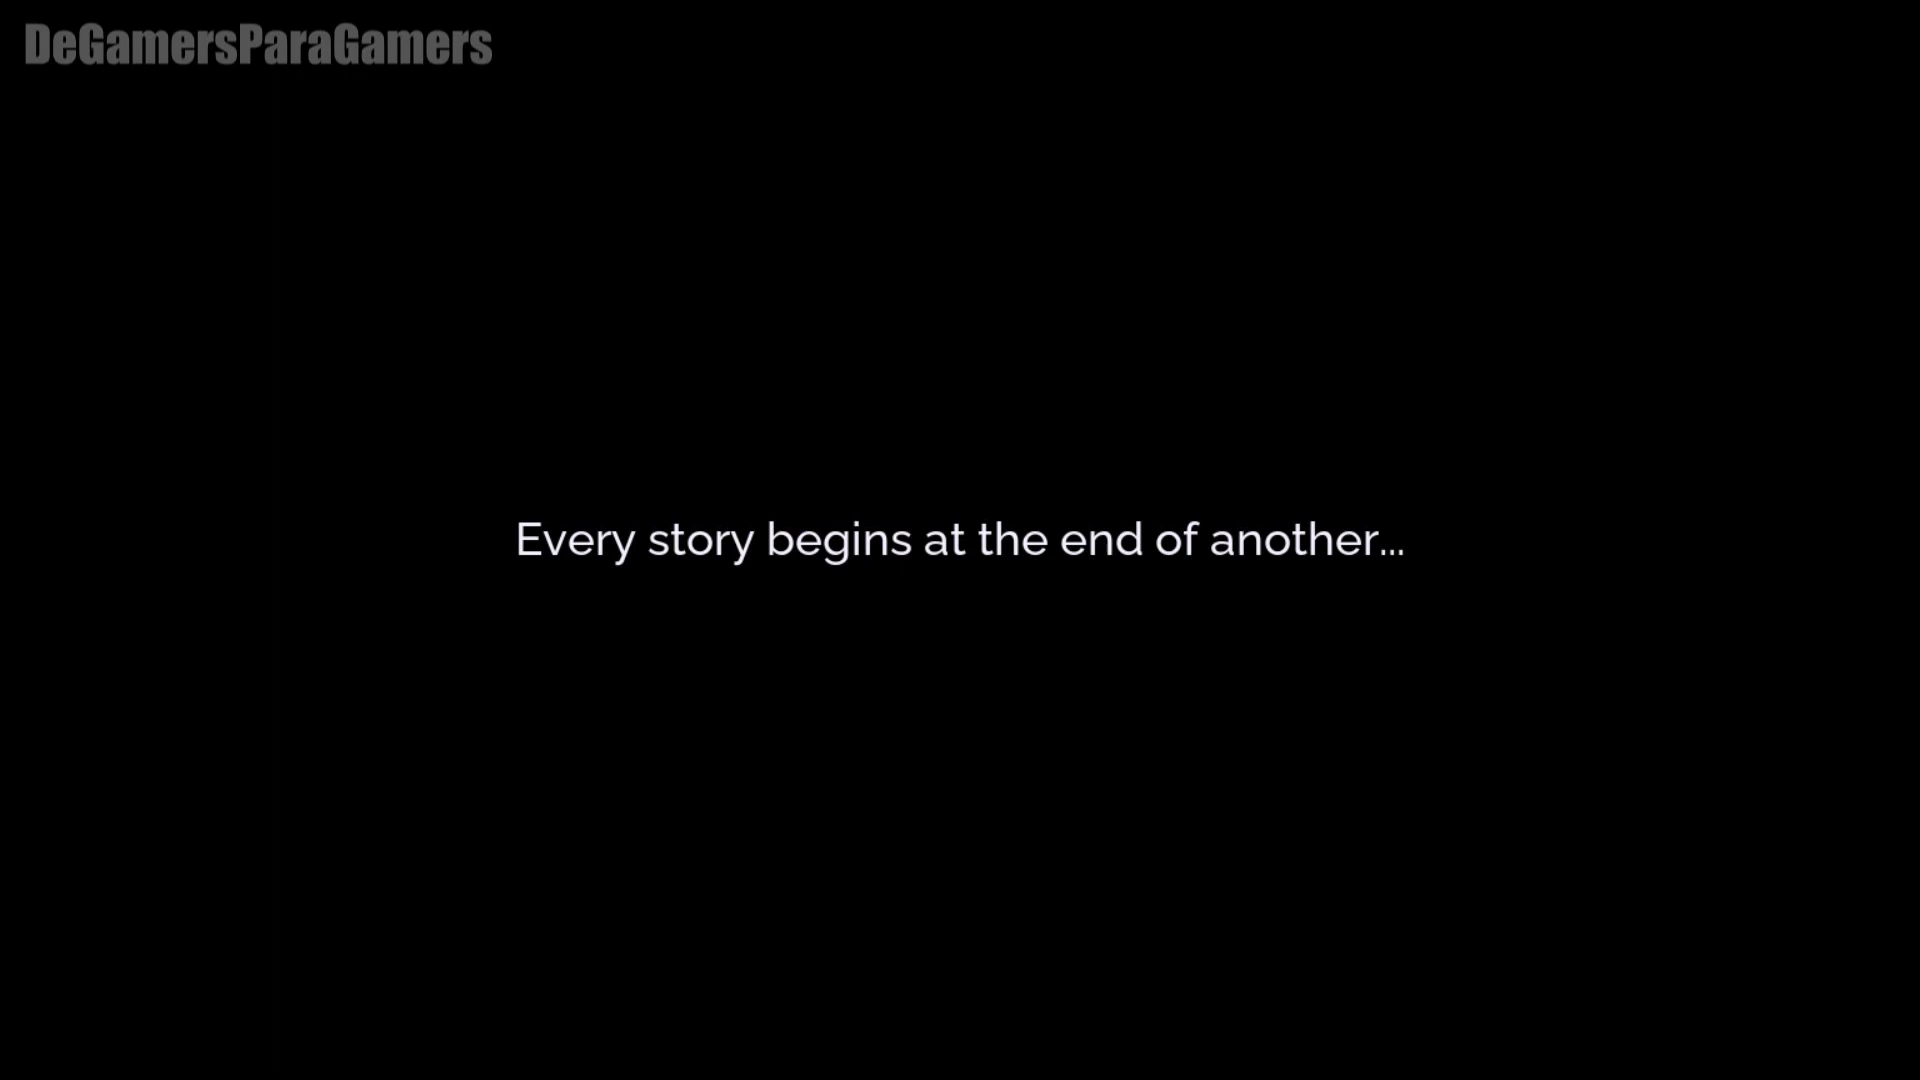 DeGamersParaGamers
Every story begins at the end of another...